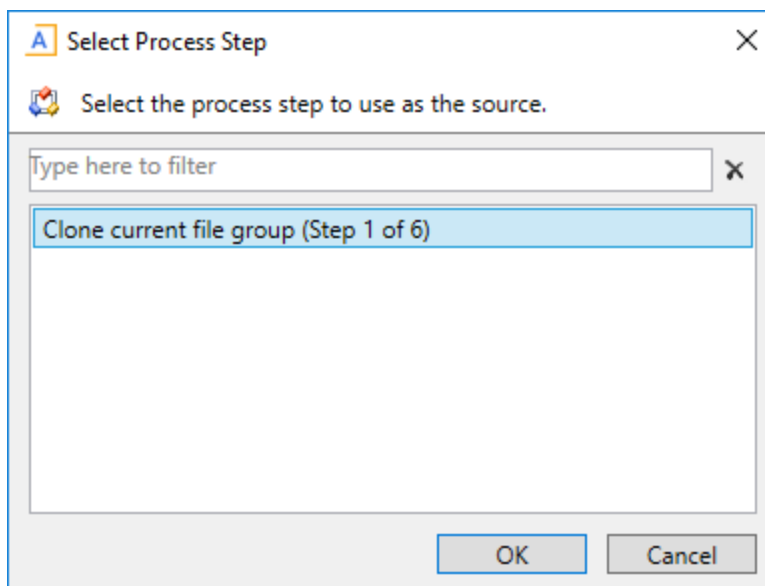 A Select Process Step
Select the process step to use as the source.
Type here to filter
Clone current file group (Step 1 of 6)
OK Cancel